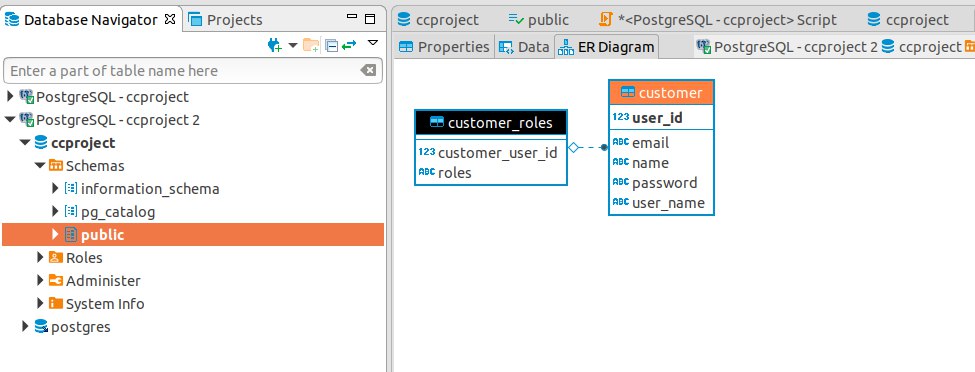 Database Navigator
Projects
Enter a part of table name here
PostgreSQL - ccproject
PostgreSQL - ccproject 2
ccproject
Schemas
information_schema
pg_catalog
public
Roles
Administer
System Info
postgres
ccproject public *<PostgreSQL - ccproject> Script ccproject
Properties Data ER Diagram PostgreSQL - ccproject 2 ccproject
customer_roles
123 customer_user_id
ABC roles
customer
123 user_id
ABC email
ABC name
ABC password
ABC user_name